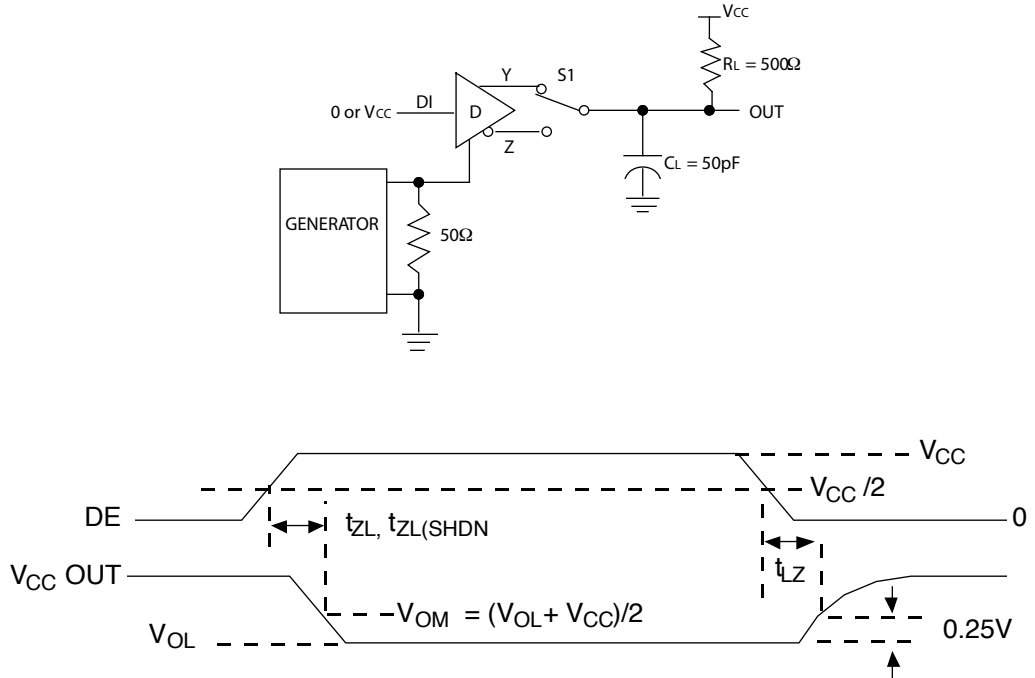 VCC
RL = 500Ω
Y
S1
0 or VCC
DI
D
OUT
Z
CL = 50pF
GENERATOR
50Ω
VCC
VCC /2
DE
tZL, tZL(SHDN
0
VCC OUT
tLZ
VOM = (VOL+ VCC)/2
VOL
0.25V